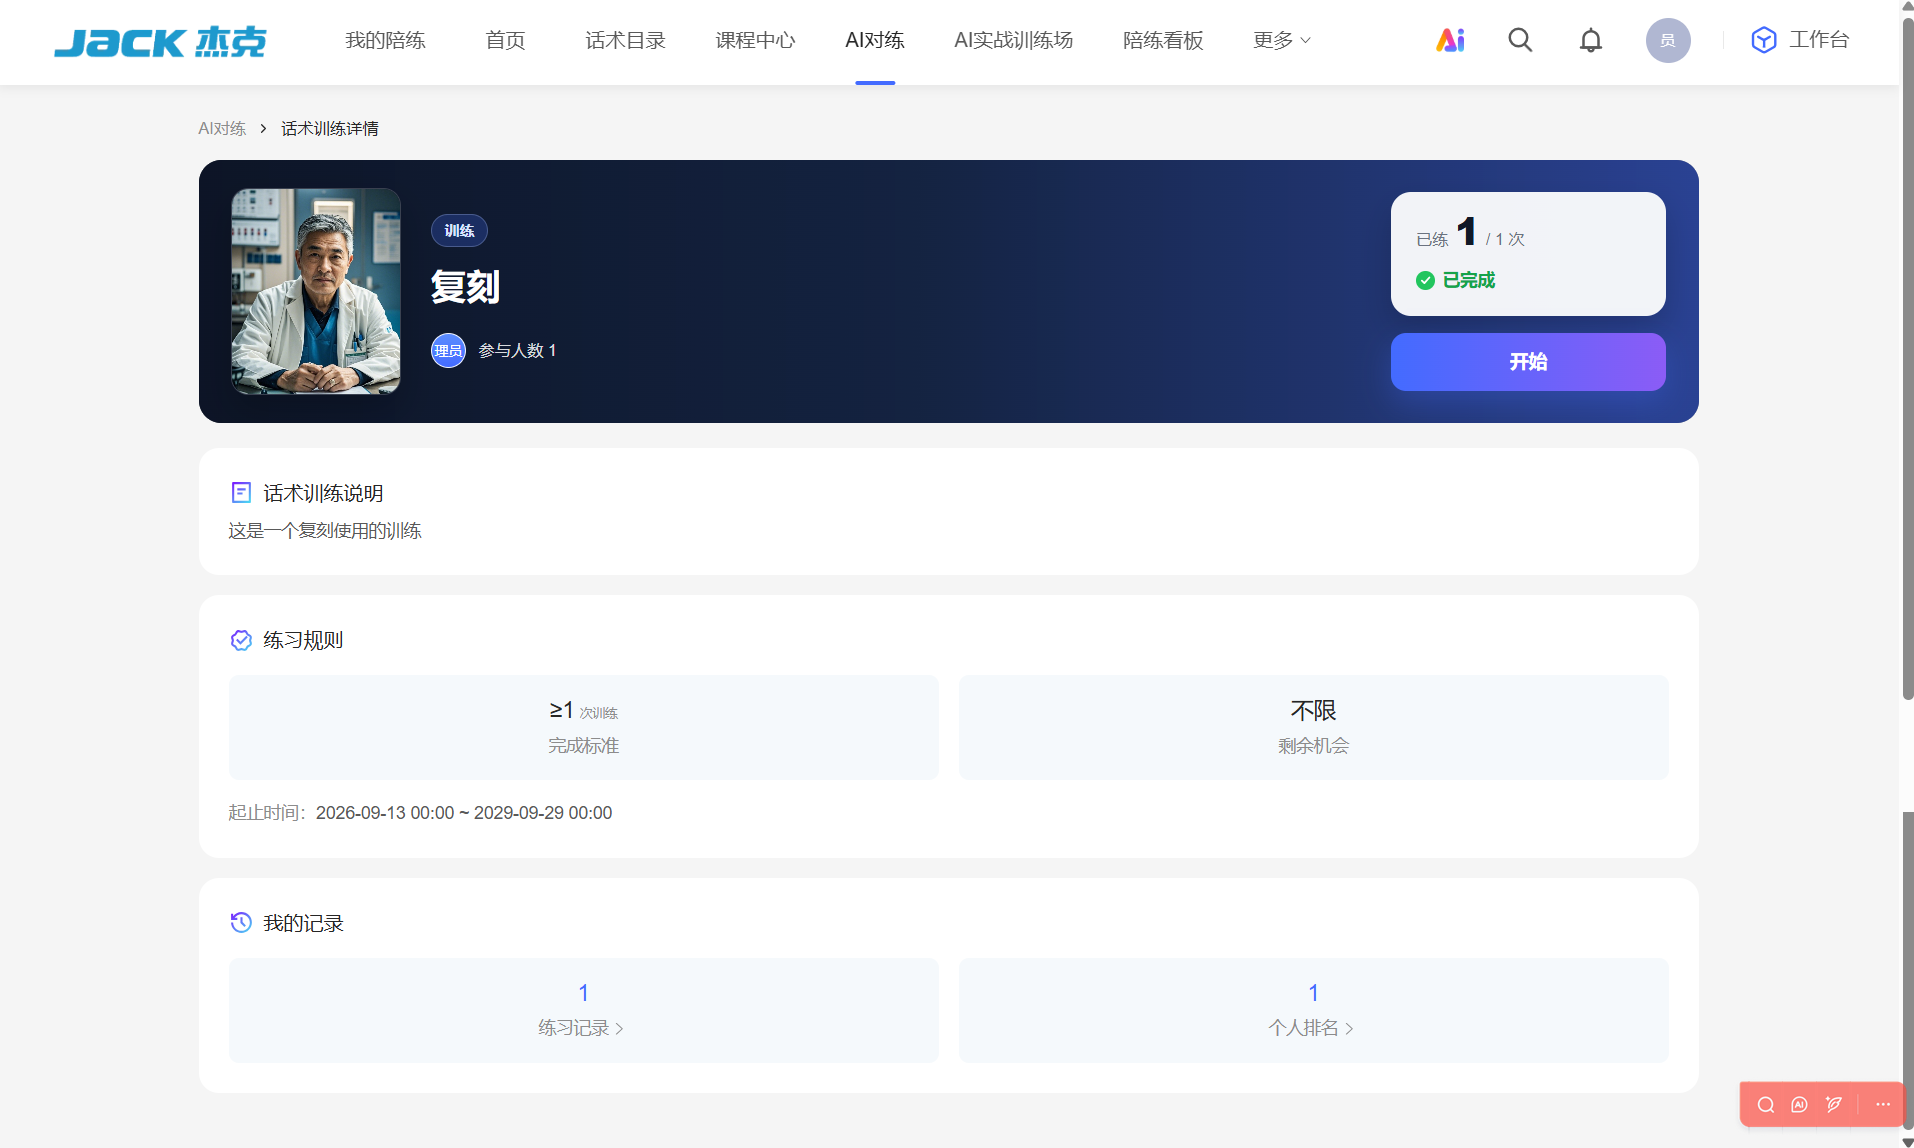 JACK 杰克 我的陪练 首页 话术目录 课程中心 AI对练 AI实战训练场 陪练看板 更多 Ai 员 工作台
AI对练 > 话术训练详情
训练
复刻
理员 参与人数 1
已练 1 / 1 次
已完成
开始
话术训练说明
这是一个复刻使用的训练
练习规则
≥1 次训练
完成标准
不限
剩余机会
起止时间： 2026-09-13 00:00 ~ 2029-09-29 00:00
我的记录
1
练习记录 >
1
个人排名 >
AI